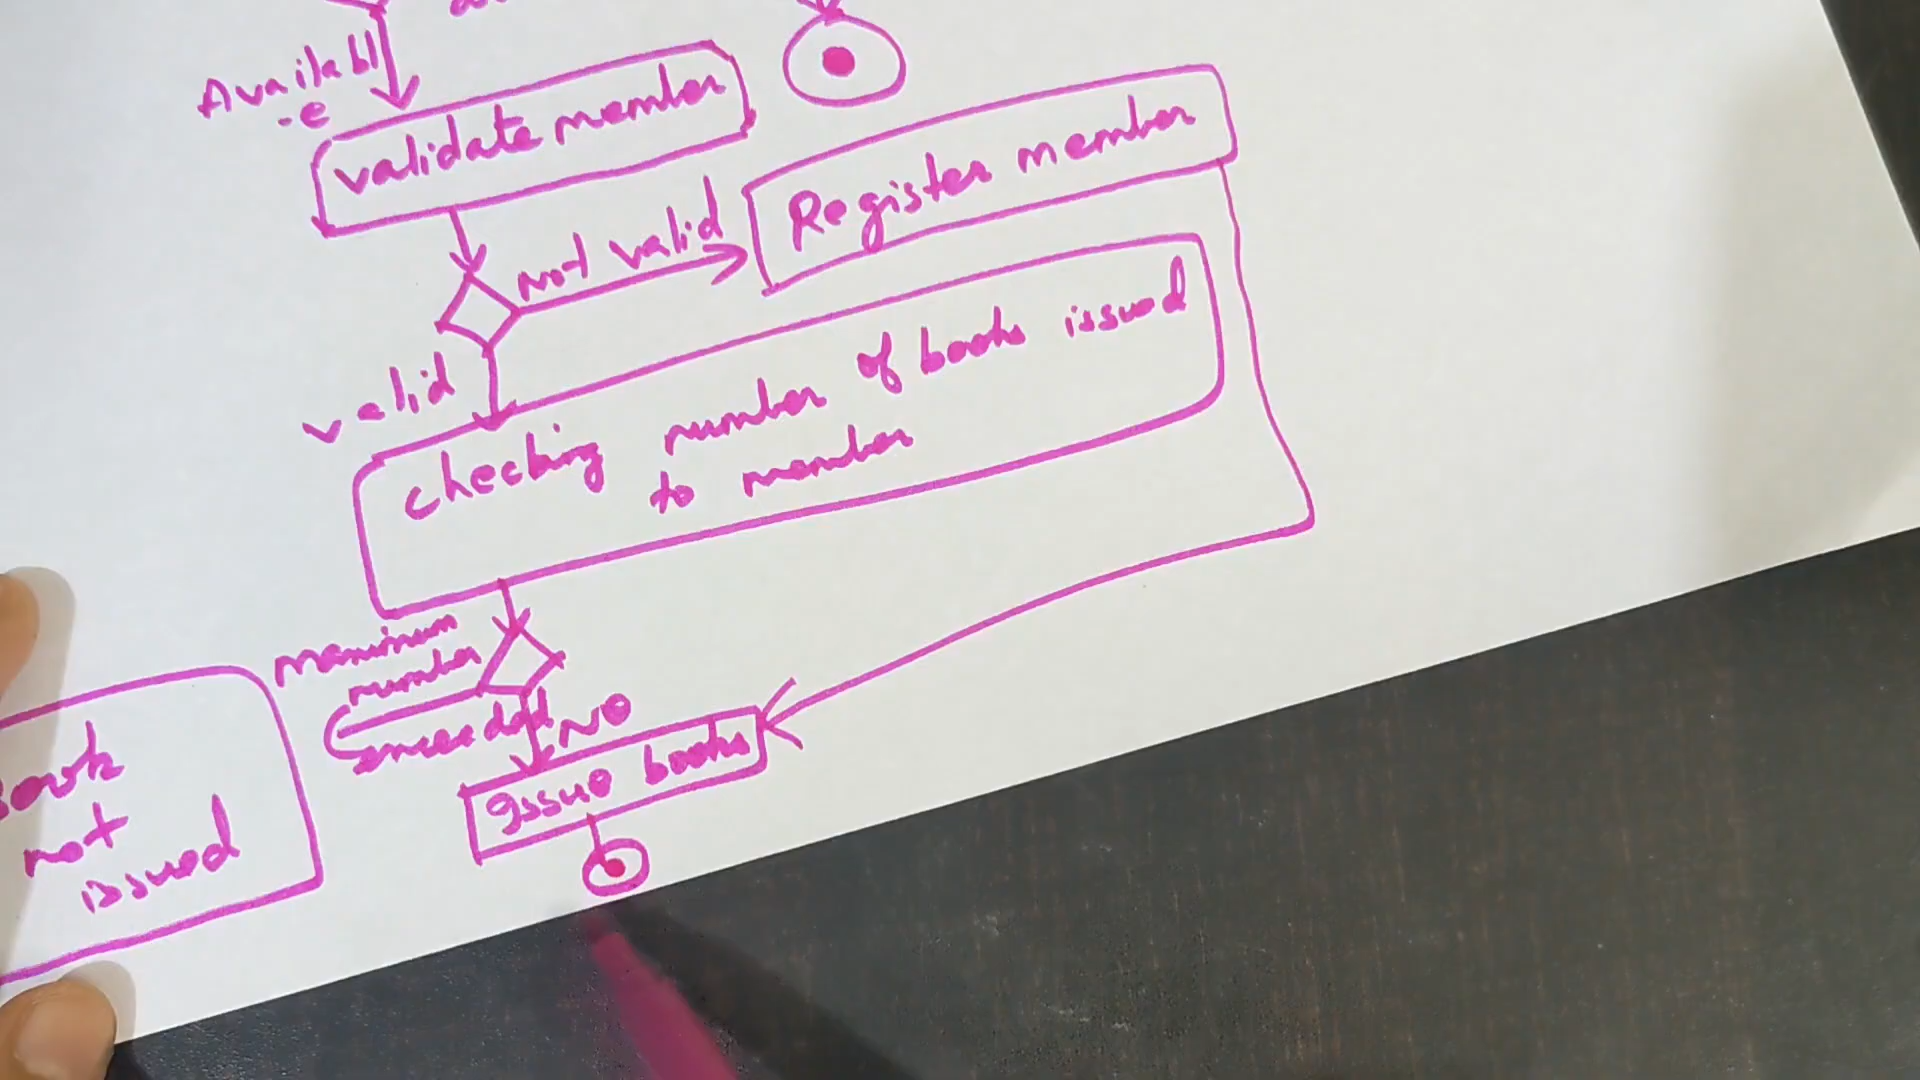 Availabl
-e
validate member
not valid
Register member
valid
checking number of books issued
to member
maximum
number
exceeded
NO
Issue books
Book
not
issued